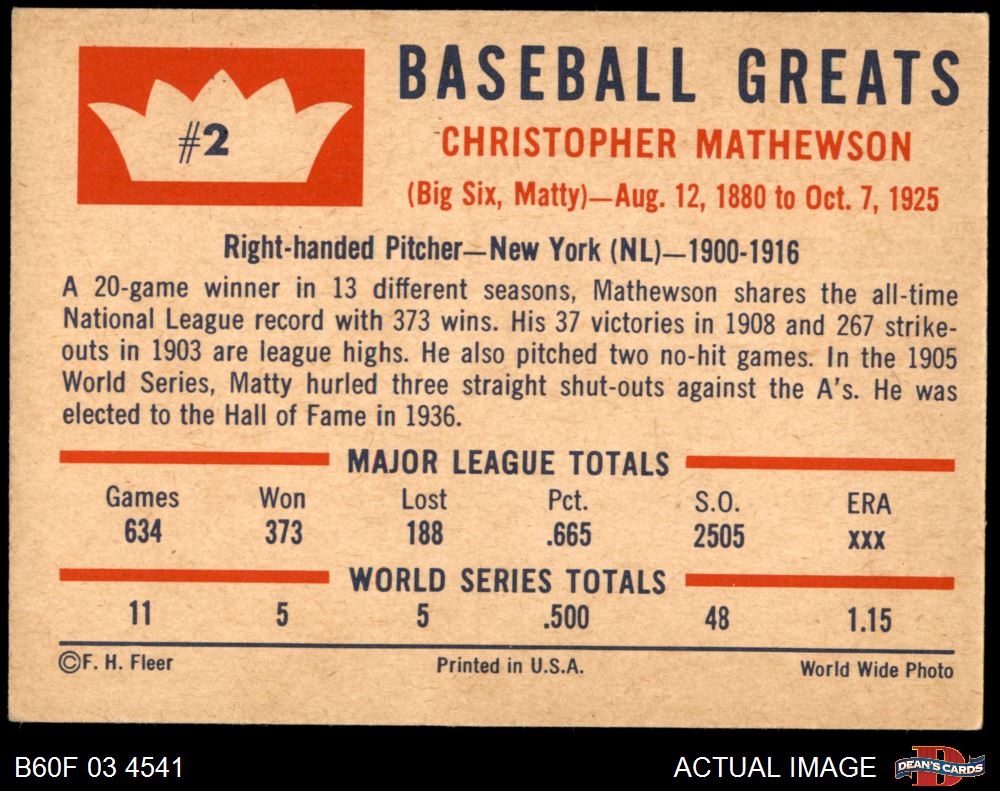 #2
BASEBALL GREATS
CHRISTOPHER MATHEWSON
(Big Six, Matty)—Aug. 12, 1880 to Oct. 7, 1925
Right-handed Pitcher—New York (NL)—1900-1916
A 20-game winner in 13 different seasons, Mathewson shares the all-time
National League record with 373 wins. His 37 victories in 1908 and 267 strike-
outs in 1903 are league highs. He also pitched two no-hit games. In the 1905
World Series, Matty hurled three straight shut-outs against the A's. He was
elected to the Hall of Fame in 1936.
MAJOR LEAGUE TOTALS
Games Won Lost Pct. S.O. ERA
634 373 188 .665 2505 xxx
WORLD SERIES TOTALS
11 5 5 .500 48 1.15
©F. H. Fleer Printed in U.S.A. World Wide Photo
B60F 03 4541 ACTUAL IMAGE DEAN'S CARDS